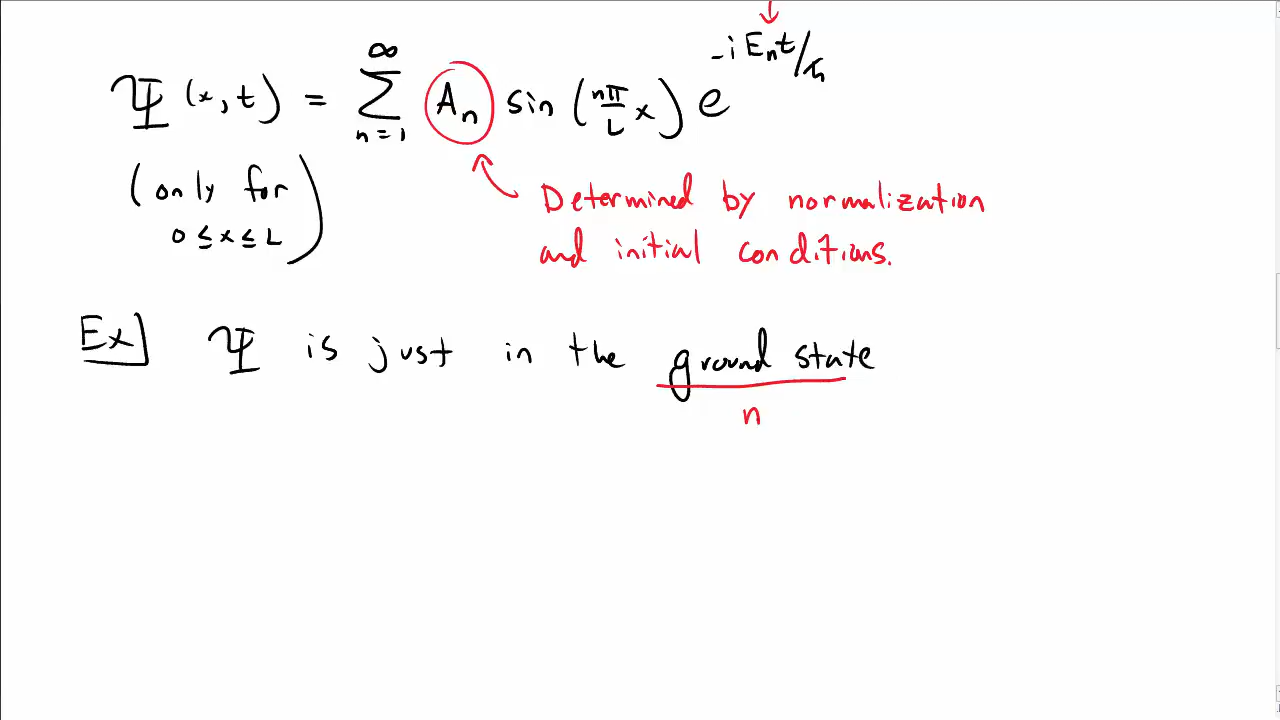 Ψ(x,t) = ∑_{n=1}^{∞} A_n sin(nπ/L x) e^{-iE_n t/ħ}
(only for
0 ≤ x ≤ L)
Determined by normalization
and initial conditions.
Ex] Ψ is just in the ground state
n